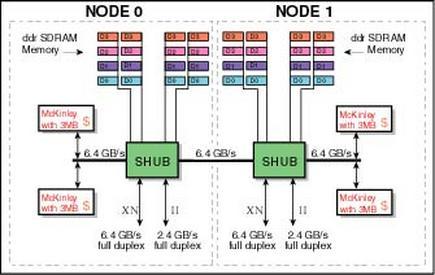 NODE 0
NODE 1
ddr SDRAM
Memory
D3 D3 D3 D3
D2 D2 D2 D2
D1 D1 D1 D1
D0 D0 D0 D0
D3 D3 D3 D3
D2 D2 D2 D2
D1 D1 D1 D1
D0 D0 D0 D0
ddr SDRAM
Memory
McKinley
with 3MB $
McKinley
with 3MB $
6.4 GB/s
SHUB
6.4 GB/s
SHUB
6.4 GB/s
McKinley
with 3MB $
McKinley
with 3MB $
XN
II
XN
II
6.4 GB/s
full duplex
2.4 GB/s
full duplex
6.4 GB/s
full duplex
2.4 GB/s
full duplex